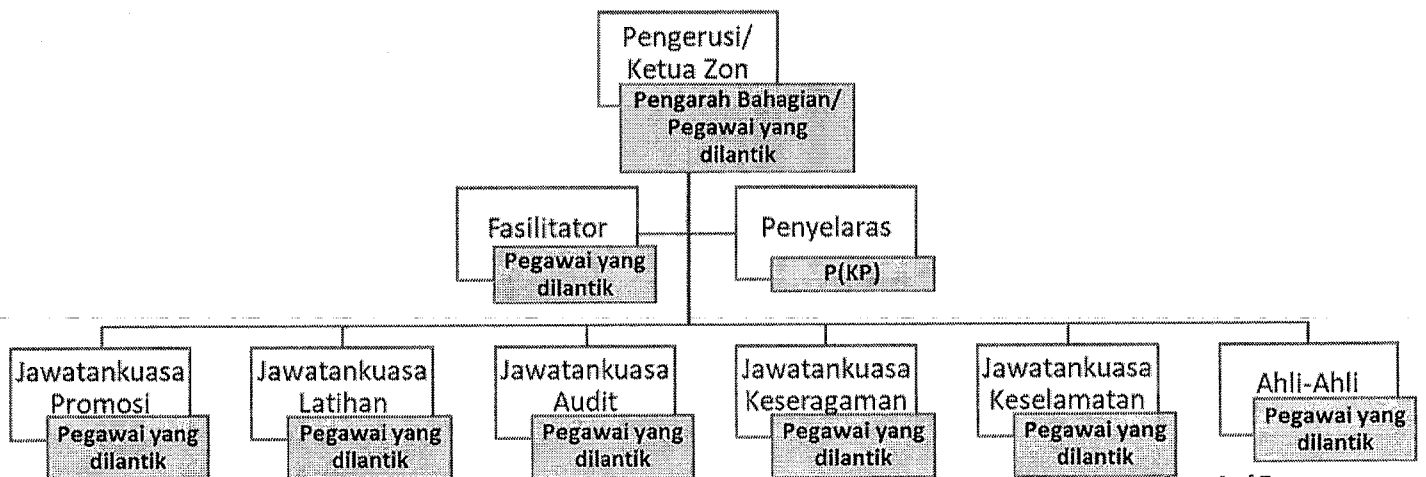 Pengerusi/
Ketua Zon
Pengarah Bahagian/
Pegawai yang
dilantik
Fasilitator
Pegawai yang
dilantik
Penyelaras
P(KP)
Jawatankuasa
Promosi
Pegawai yang
dilantik
Jawatankuasa
Latihan
Pegawai yang
dilantik
Jawatankuasa
Audit
Pegawai yang
dilantik
Jawatankuasa
Keseragaman
Pegawai yang
dilantik
Jawatankuasa
Keselamatan
Pegawai yang
dilantik
Ahli-Ahli
Pegawai yang
dilantik